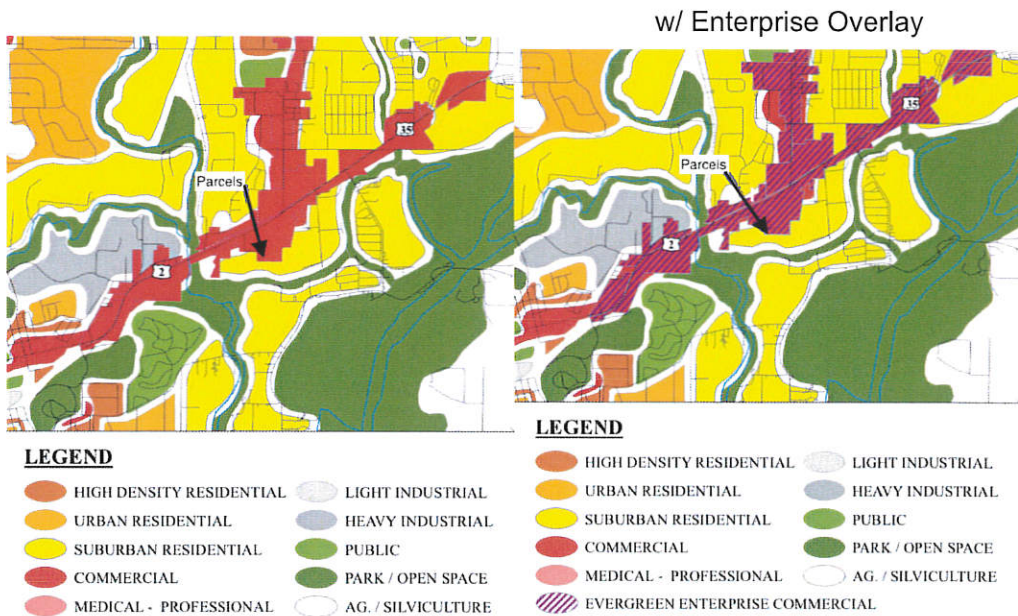 w/ Enterprise Overlay
35
Parcels
2
35
Parcels
2
LEGEND
HIGH DENSITY RESIDENTIAL
URBAN RESIDENTIAL
SUBURBAN RESIDENTIAL
COMMERCIAL
MEDICAL - PROFESSIONAL
LIGHT INDUSTRIAL
HEAVY INDUSTRIAL
PUBLIC
PARK / OPEN SPACE
AG. / SILVICULTURE
LEGEND
HIGH DENSITY RESIDENTIAL
URBAN RESIDENTIAL
SUBURBAN RESIDENTIAL
COMMERCIAL
MEDICAL - PROFESSIONAL
EVERGREEN ENTERPRISE COMMERCIAL
LIGHT INDUSTRIAL
HEAVY INDUSTRIAL
PUBLIC
PARK / OPEN SPACE
AG. / SILVICULTURE